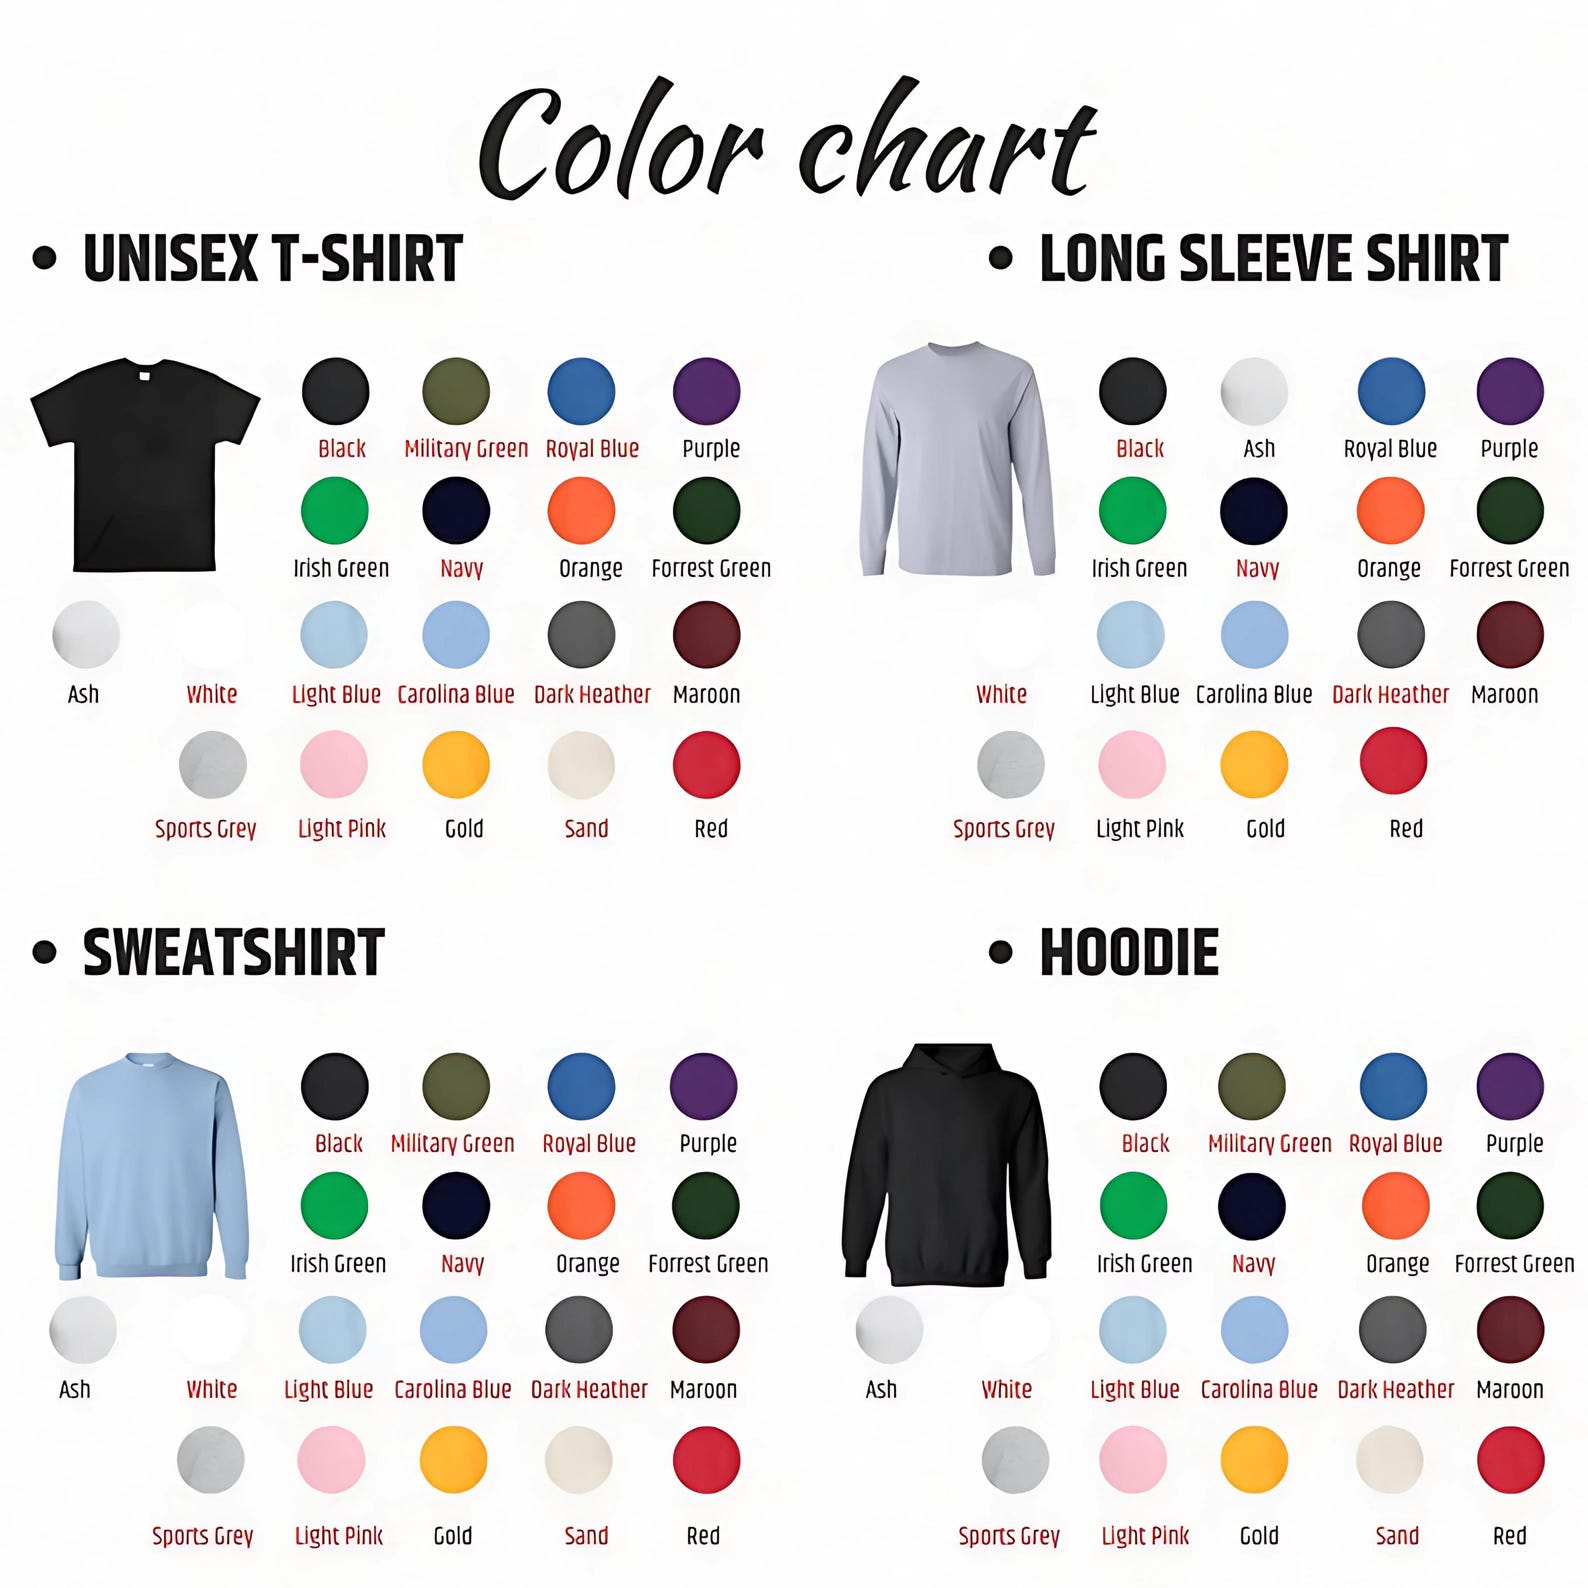 Color chart
• UNISEX T-SHIRT
Black Military Green Royal Blue Purple
Irish Green Navy Orange Forrest Green
Ash White Light Blue Carolina Blue Dark Heather Maroon
Sports Grey Light Pink Gold Sand Red
• LONG SLEEVE SHIRT
Black Ash Royal Blue Purple
Irish Green Navy Orange Forrest Green
White Light Blue Carolina Blue Dark Heather Maroon
Sports Grey Light Pink Gold Red
• SWEATSHIRT
Black Military Green Royal Blue Purple
Irish Green Navy Orange Forrest Green
Ash White Light Blue Carolina Blue Dark Heather Maroon
Sports Grey Light Pink Gold Sand Red
• HOODIE
Black Military Green Royal Blue Purple
Irish Green Navy Orange Forrest Green
Ash White Light Blue Carolina Blue Dark Heather Maroon
Sports Grey Light Pink Gold Sand Red